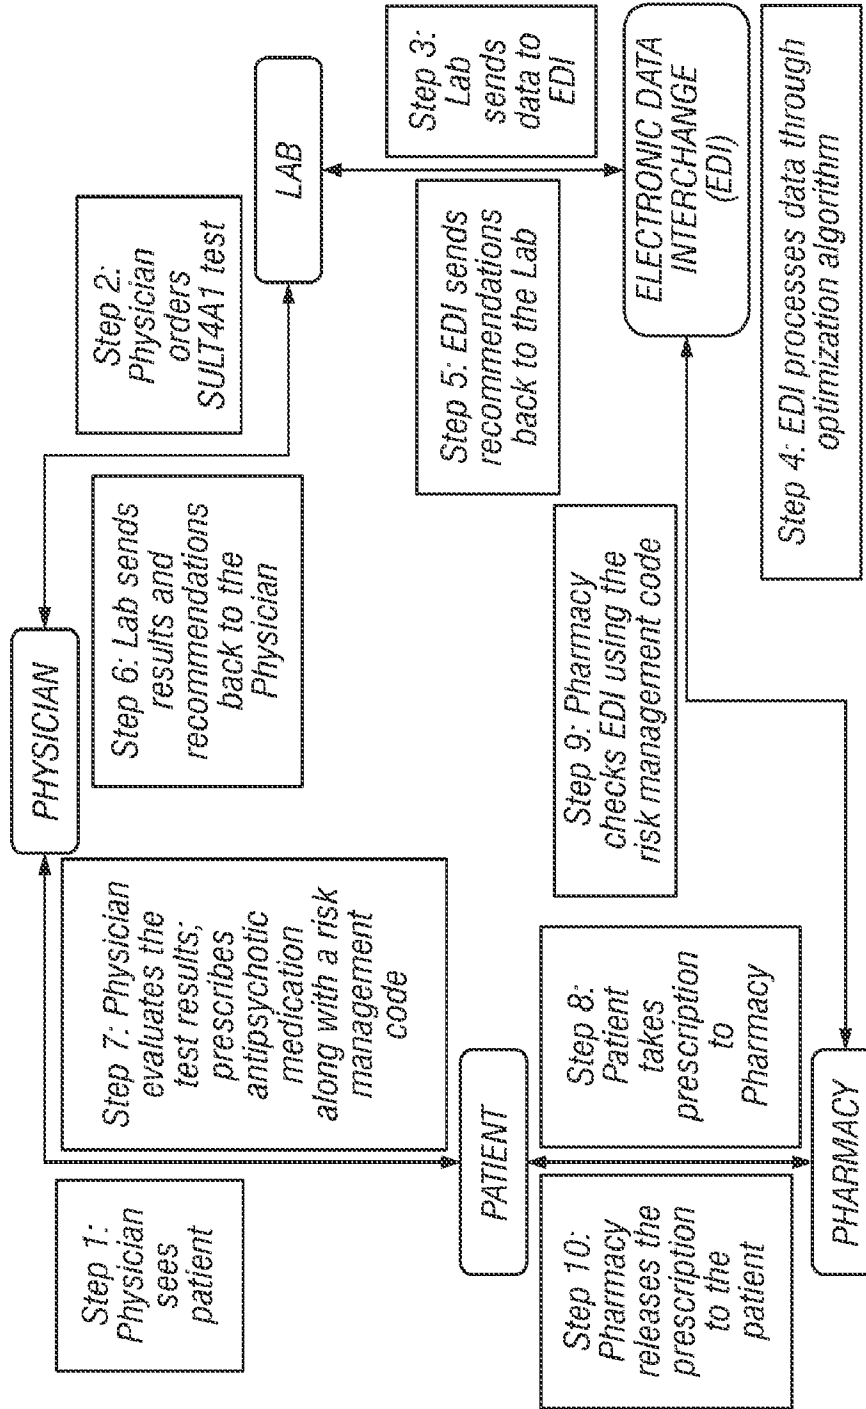 PHYSICIAN
Step 1:
Physician
sees
patient
Step 7: Physician
evaluates the
test results;
prescribes
antipsychotic
medication
along with a risk
management
code
Step 6: Lab sends
results and
recommendations
back to the
Physician
Step 2:
Physician
orders
SULT4A1 test
LAB
PATIENT
Step 5: EDI sends
recommendations
back to the Lab
Step 3:
Lab
sends
data to
EDI
Step 10:
Pharmacy
releases the
prescription
to the
patient
Step 8:
Patient
takes
prescription
to
Pharmacy
Step 9: Pharmacy
checks EDI using the
risk management code
ELECTRONIC DATA
INTERCHANGE
(EDI)
PHARMACY
Step 4: EDI processes data through
optimization algorithm